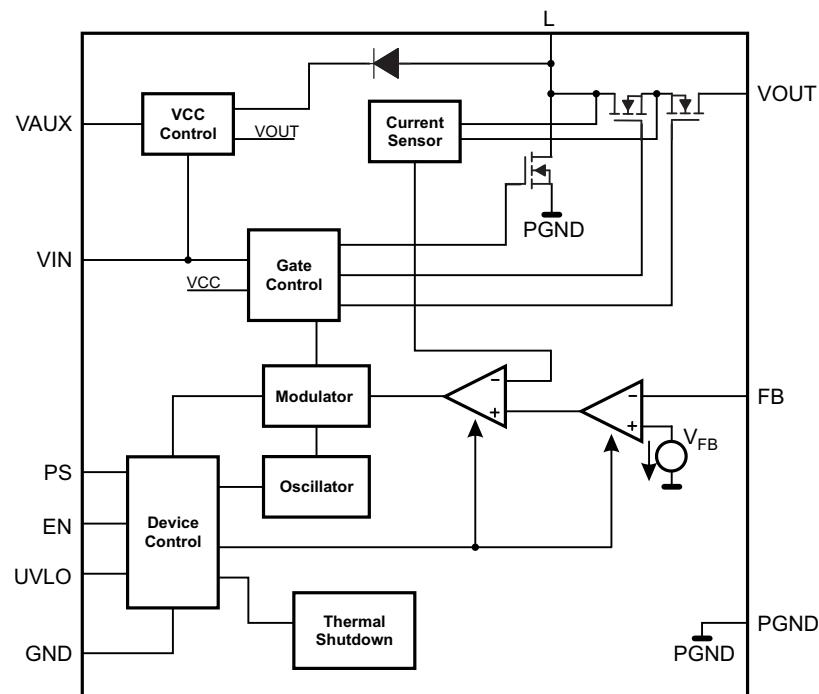 L
VAUX
VCC
Control
VOUT
Current
Sensor
VOUT
PGND
VIN
VCC
Gate
Control
Modulator
−
+
−
+
FB
VFB
PS
EN
UVLO
GND
Device
Control
Oscillator
Thermal
Shutdown
PGND
PGND